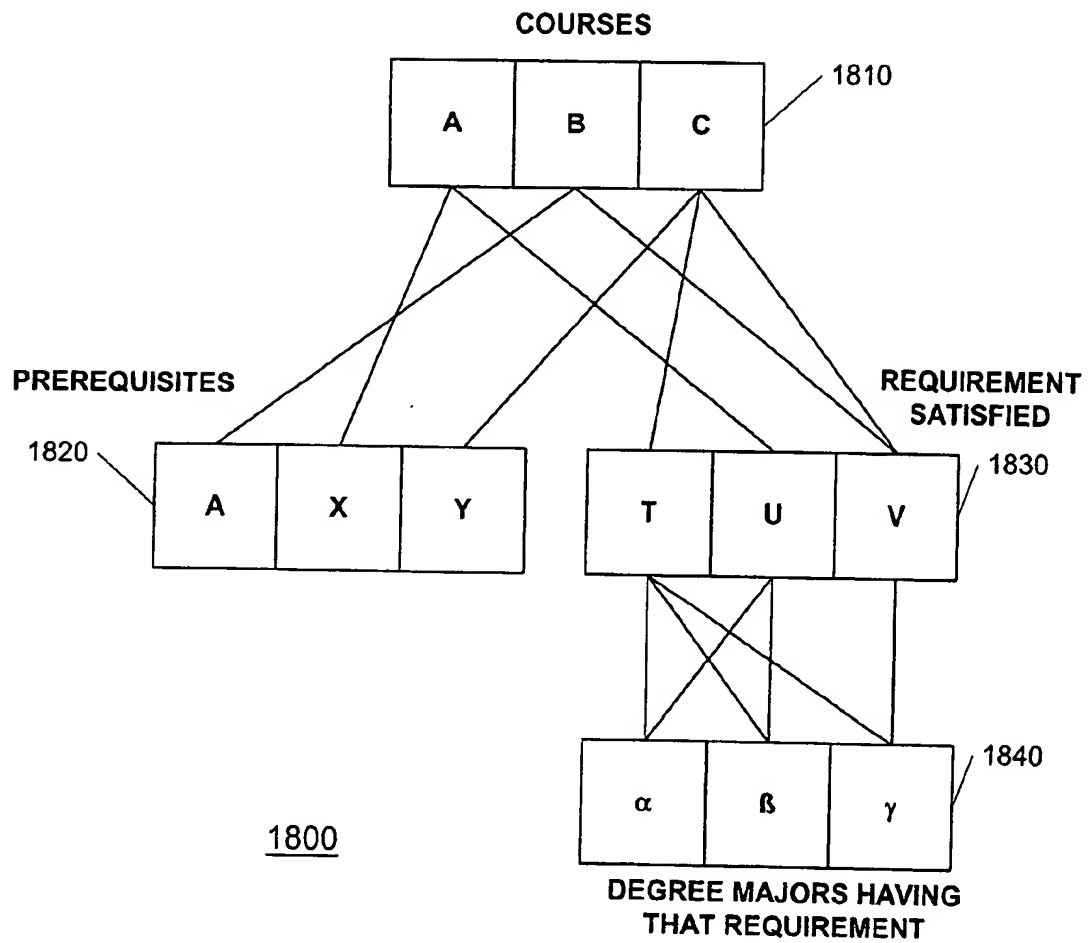 COURSES
1810
A B C
PREREQUISITES
REQUIREMENT
SATISFIED
1820
1830
A X Y
T U V
1840
α ß γ
1800
DEGREE MAJORS HAVING
THAT REQUIREMENT